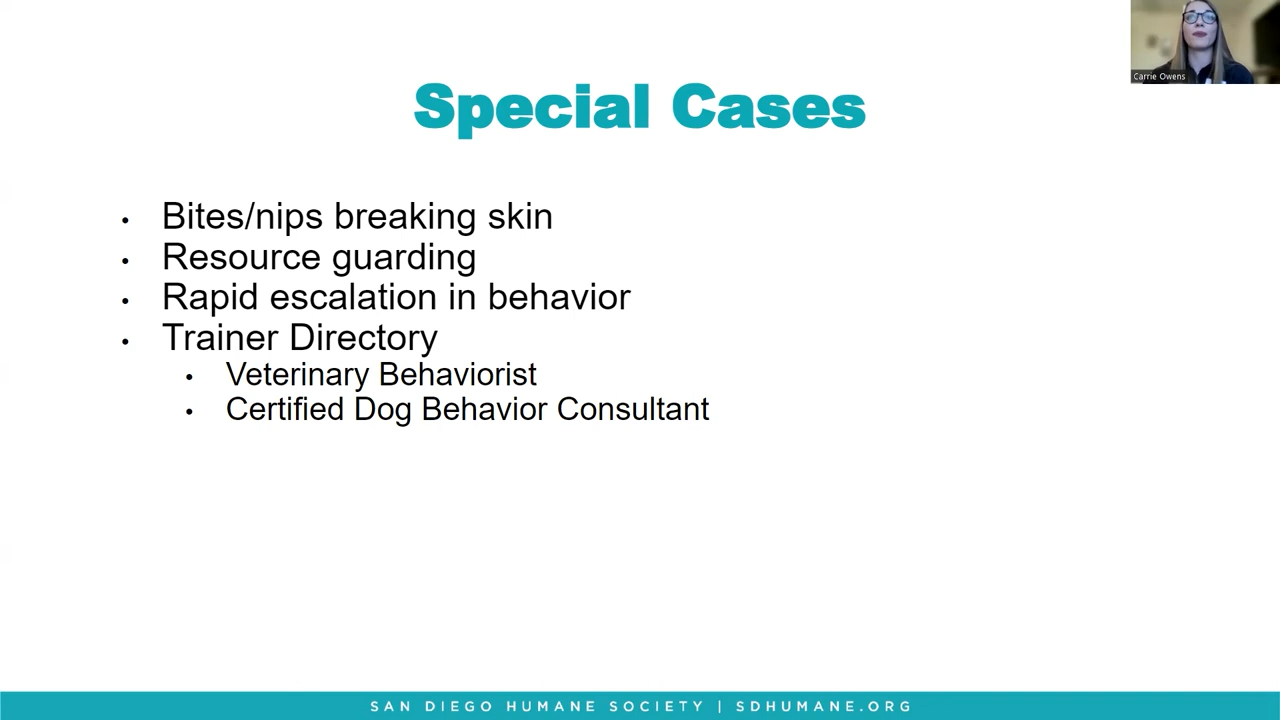 Carrie Owens
Special Cases
• Bites/nips breaking skin
• Resource guarding
• Rapid escalation in behavior
• Trainer Directory
• Veterinary Behaviorist
• Certified Dog Behavior Consultant
SAN DIEGO HUMANE SOCIETY | SDHUMANE.ORG